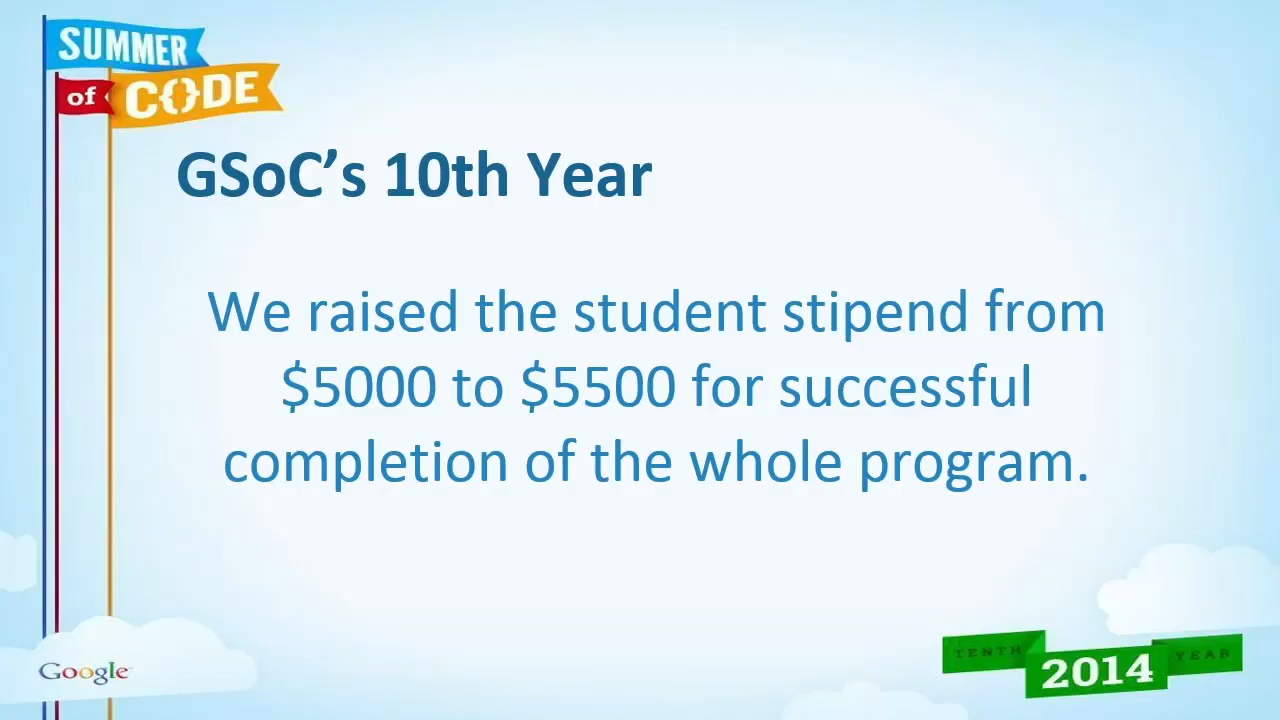 SUMMER
of C{}DE
GSoC’s 10th Year
We raised the student stipend from
$5000 to $5500 for successful
completion of the whole program.
Google
TENTH 2014 YEAR